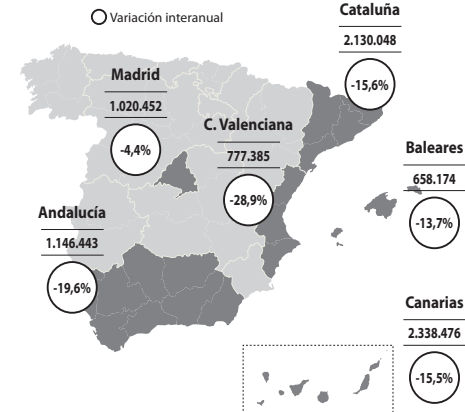 Variación interanual
Cataluña
2.130.048
-15,6%
Madrid
1.020.452
-4,4%
C. Valenciana
777.385
-28,9%
Baleares
658.174
-13,7%
Andalucía
1.146.443
-19,6%
Canarias
2.338.476
-15,5%